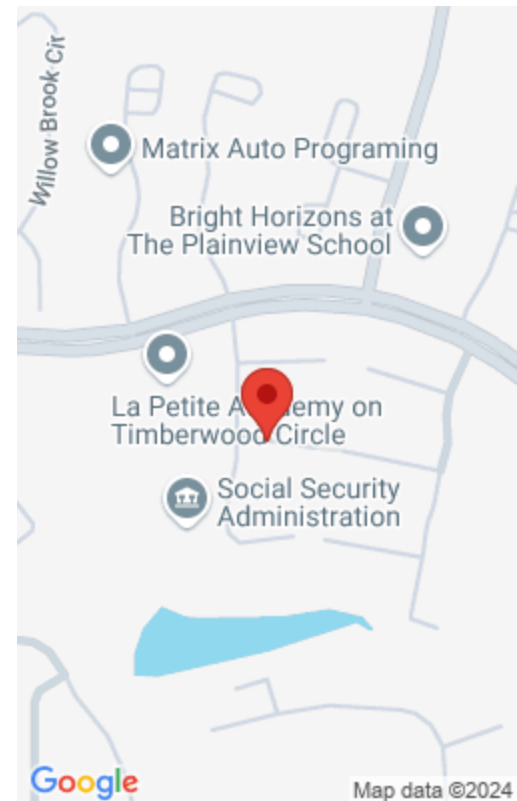 Willow Brook Cir
Matrix Auto Programing
Bright Horizons at
The Plainview School
La Petite A
emy on
Timberwood Circle
Social Security
Administration
Google
Map data ©2024